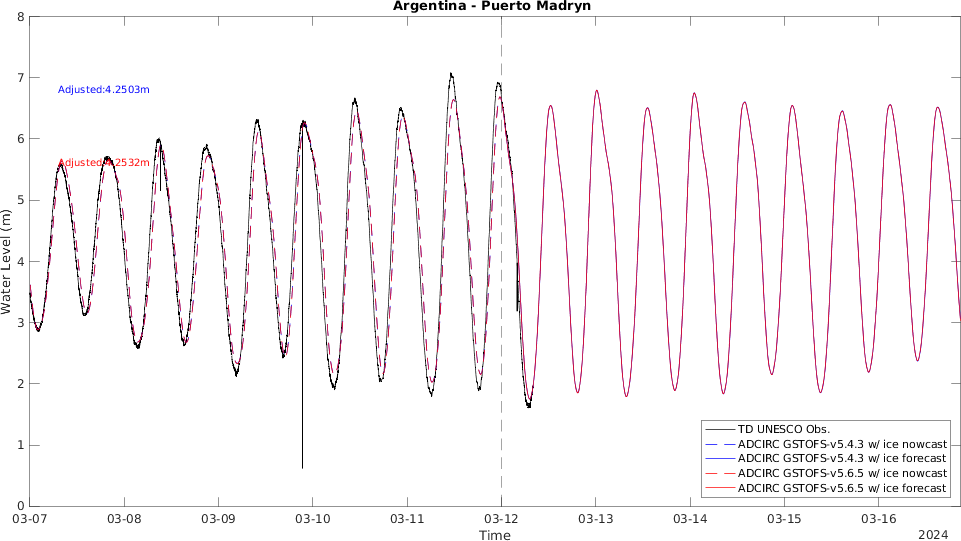 Argentina - Puerto Madryn
8
7
6
5
4
3
2
1
0
Water Level (m)
Adjusted:4.2503m
Adjusted:4.2532m
TD UNESCO Obs.
ADCIRC GSTOFS-v5.4.3 w/ ice nowcast
ADCIRC GSTOFS-v5.4.3 w/ ice forecast
ADCIRC GSTOFS-v5.6.5 w/ ice nowcast
ADCIRC GSTOFS-v5.6.5 w/ ice forecast
03-07 03-08 03-09 03-10 03-11 03-12 03-13 03-14 03-15 03-16
Time
2024